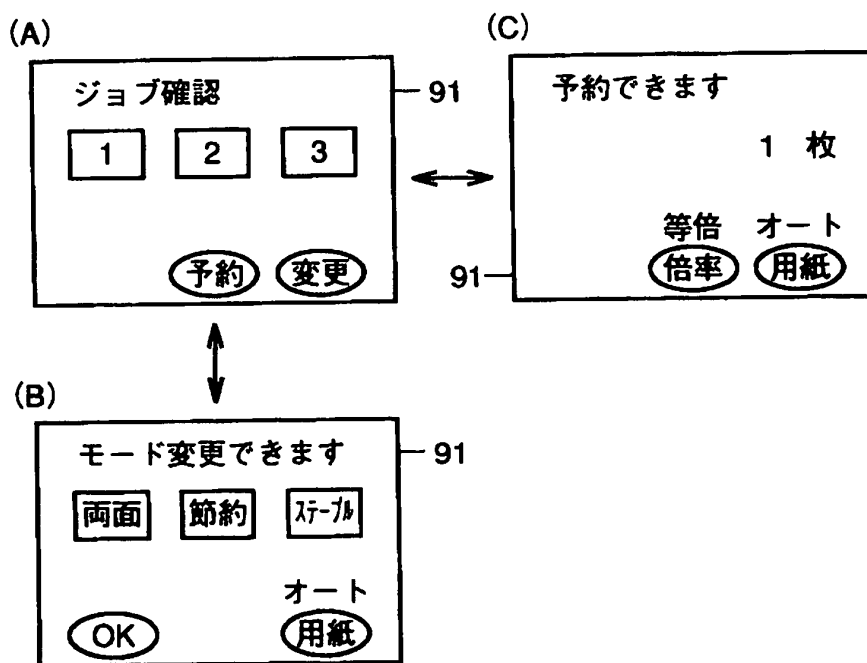 (A)
ジョブ確認
91
1 2 3
予約 変更
(C)
予約できます
1 枚
等倍 オート
倍率 用紙
91
(B)
モード変更できます
91
両面 節約 ｽﾃｰﾌﾟﾙ
オート
OK 用紙